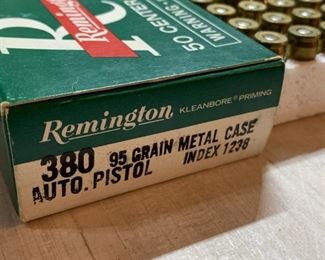 Remington
50 CENTER
WARNING:
Remington KLEANBORE® PRIMING
380 95 GRAIN METAL CASE
AUTO. PISTOL INDEX 1238